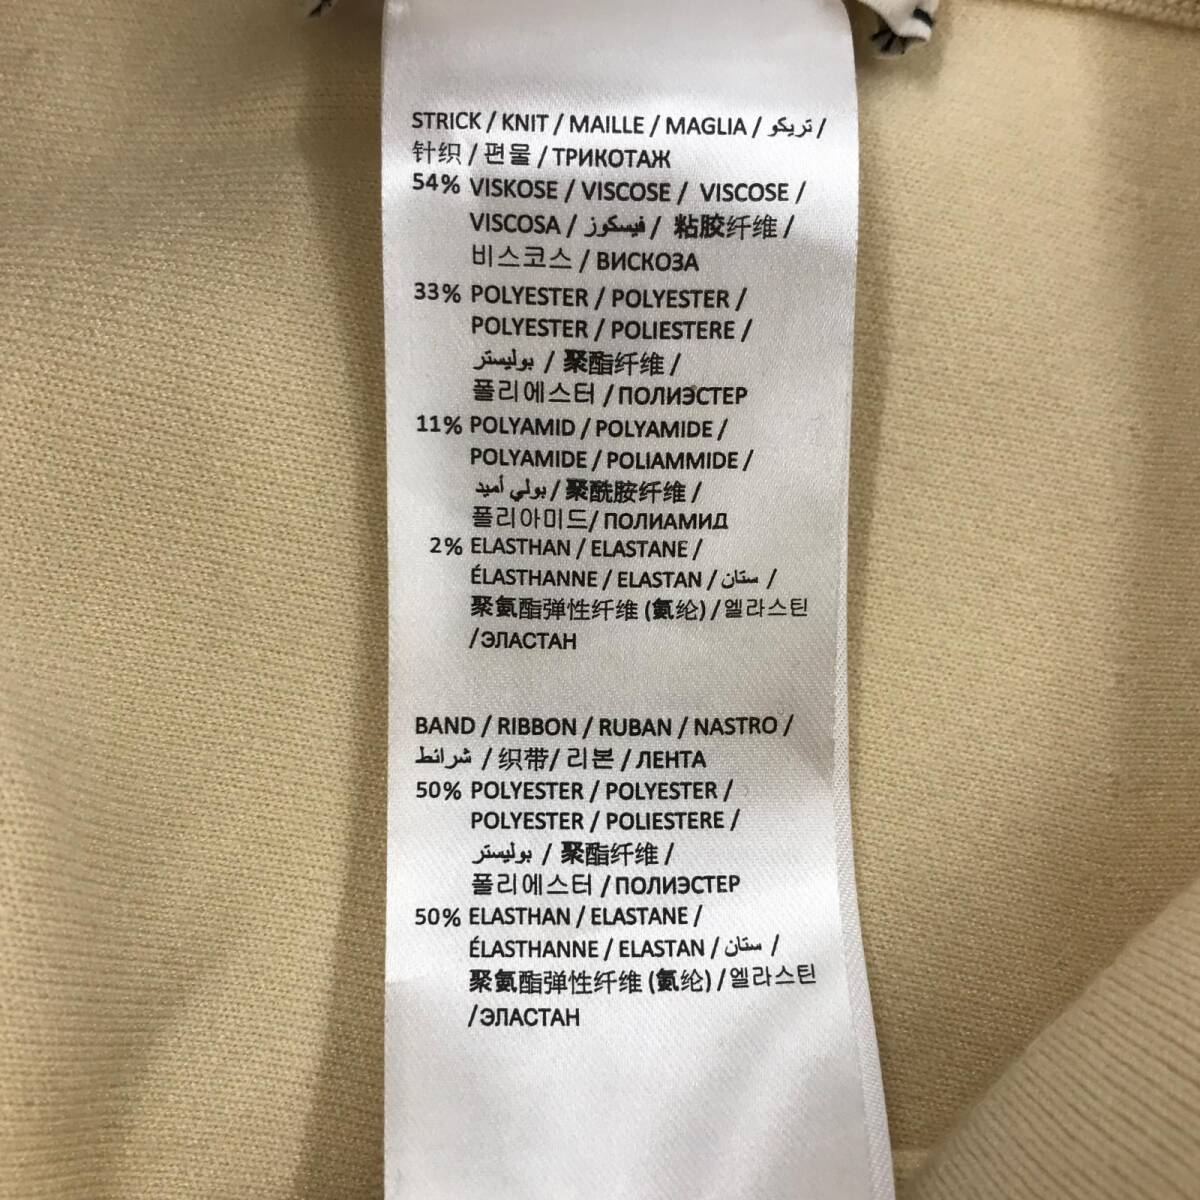 STRICK / KNIT / MAILLE / MAGLIA / تريكو /
针织 / 편물 / ТРИКОТАЖ
54% VISKOSE / VISCOSE / VISCOSE /
VISCOSA / فيسكوز / 粘胶纤维 /
비스코스 / ВИСКОЗА
33% POLYESTER / POLYESTER /
POLYESTER / POLIESTERE /
بوليستر / 聚酯纤维 /
폴리에스터 / ПОЛИЭСТЕР
11% POLYAMID / POLYAMIDE /
POLYAMIDE / POLIAMMIDE /
بولي أميد / 聚酰胺纤维 /
폴리아미드 / ПОЛИАМИД
2% ELASTHAN / ELASTANE /
ÉLASTHANNE / ELASTAN / ستان /
聚氨酯弹性纤维 (氨纶) / 엘라스틴
/ ЭЛАСТАН
BAND / RIBBON / RUBAN / NASTRO /
شرائط / 织带 / 리본 / ЛЕНТА
50% POLYESTER / POLYESTER /
POLYESTER / POLIESTERE /
بوليستر / 聚酯纤维 /
폴리에스터 / ПОЛИЭСТЕР
50% ELASTHAN / ELASTANE /
ÉLASTHANNE / ELASTAN / ستان /
聚氨酯弹性纤维 (氨纶) / 엘라스틴
/ ЭЛАСТАН